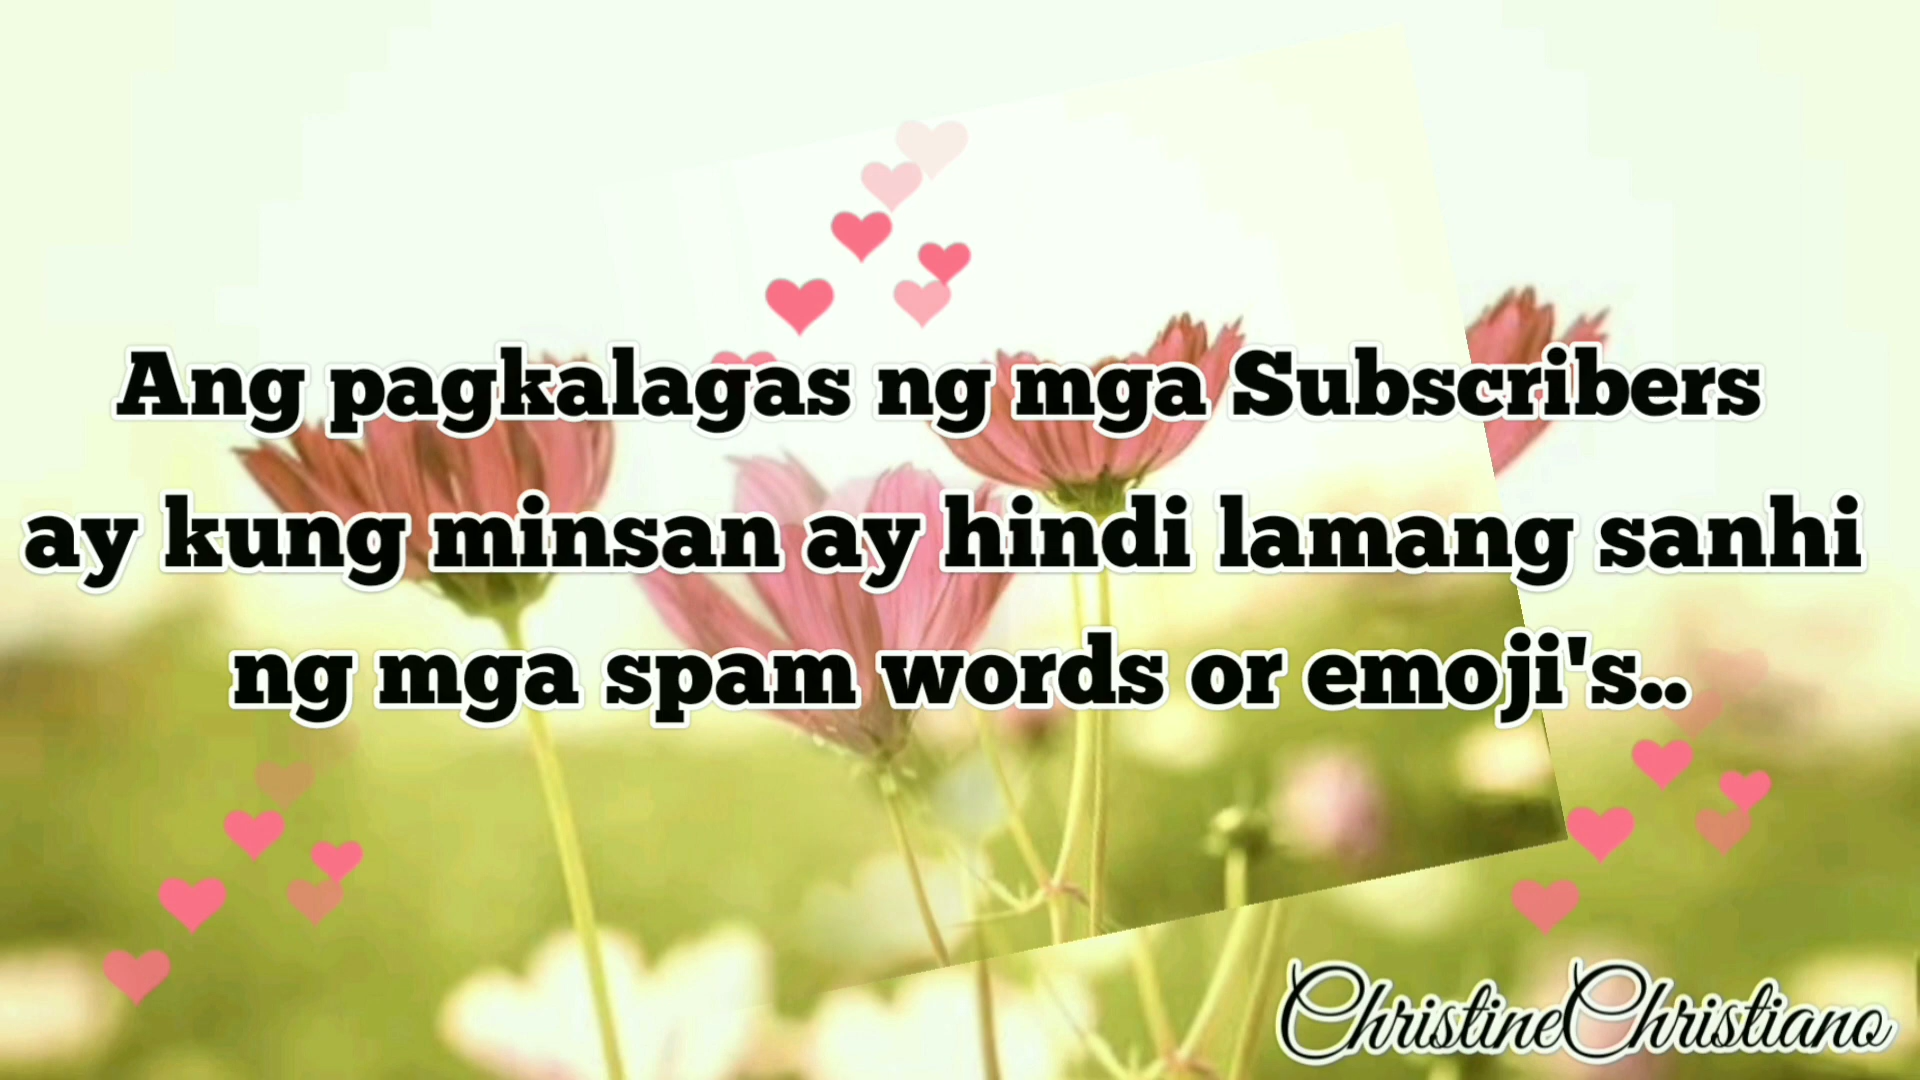 Ang pagkalagas ng mga Subscribers
ay kung minsan ay hindi lamang sanhi
ng mga spam words or emoji's..
ChristineChristiano